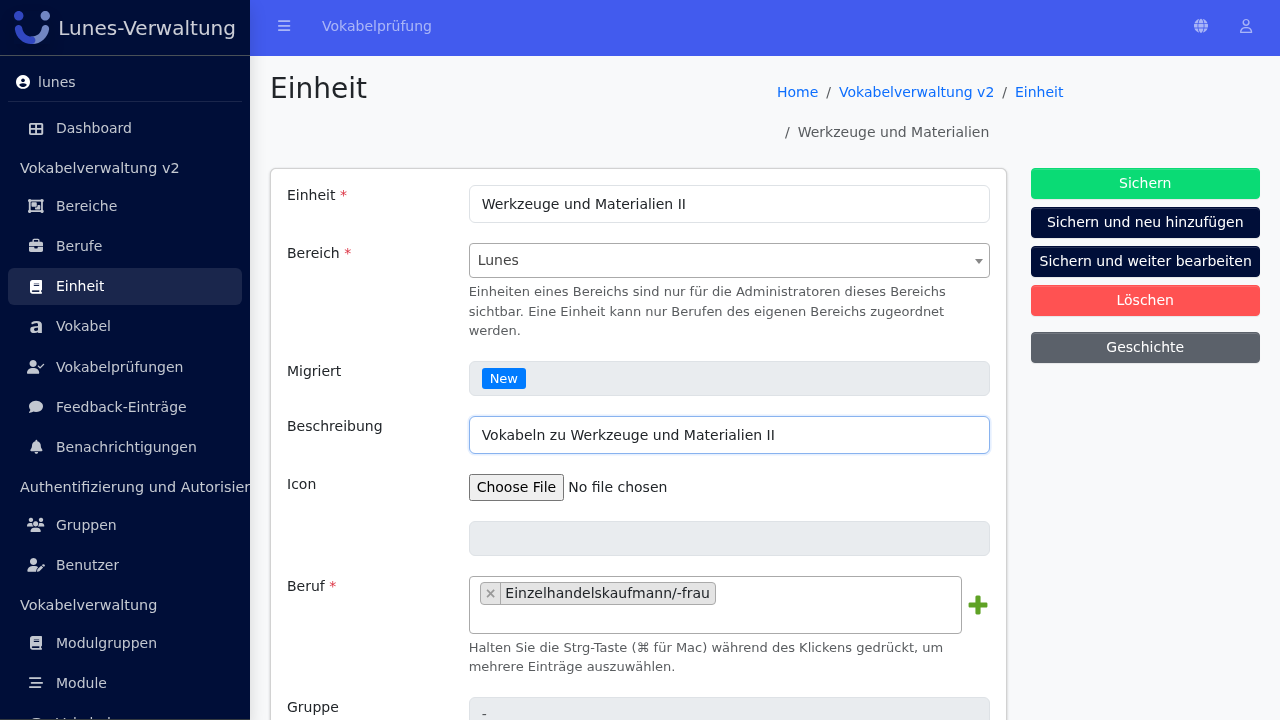 Lunes-Verwaltung
Vokabelprüfung
lunes
Dashboard
Vokabelverwaltung v2
Bereiche
Berufe
Einheit
Vokabel
Vokabelprüfungen
Feedback-Einträge
Benachrichtigungen
Authentifizierung und Autorisier
Gruppen
Benutzer
Vokabelverwaltung
Modulgruppen
Module
Einheit
Home / Vokabelverwaltung v2 / Einheit
/ Werkzeuge und Materialien
Einheit *
Werkzeuge und Materialien II
Bereich *
Lunes
Einheiten eines Bereichs sind nur für die Administratoren dieses Bereichs
sichtbar. Eine Einheit kann nur Berufen des eigenen Bereichs zugeordnet
werden.
Migriert
New
Beschreibung
Vokabeln zu Werkzeuge und Materialien II
Icon
Choose File No file chosen
Beruf *
× Einzelhandelskaufmann/-frau
Halten Sie die Strg-Taste (⌘ für Mac) während des Klickens gedrückt, um
mehrere Einträge auszuwählen.
Gruppe
-
Sichern
Sichern und neu hinzufügen
Sichern und weiter bearbeiten
Löschen
Geschichte